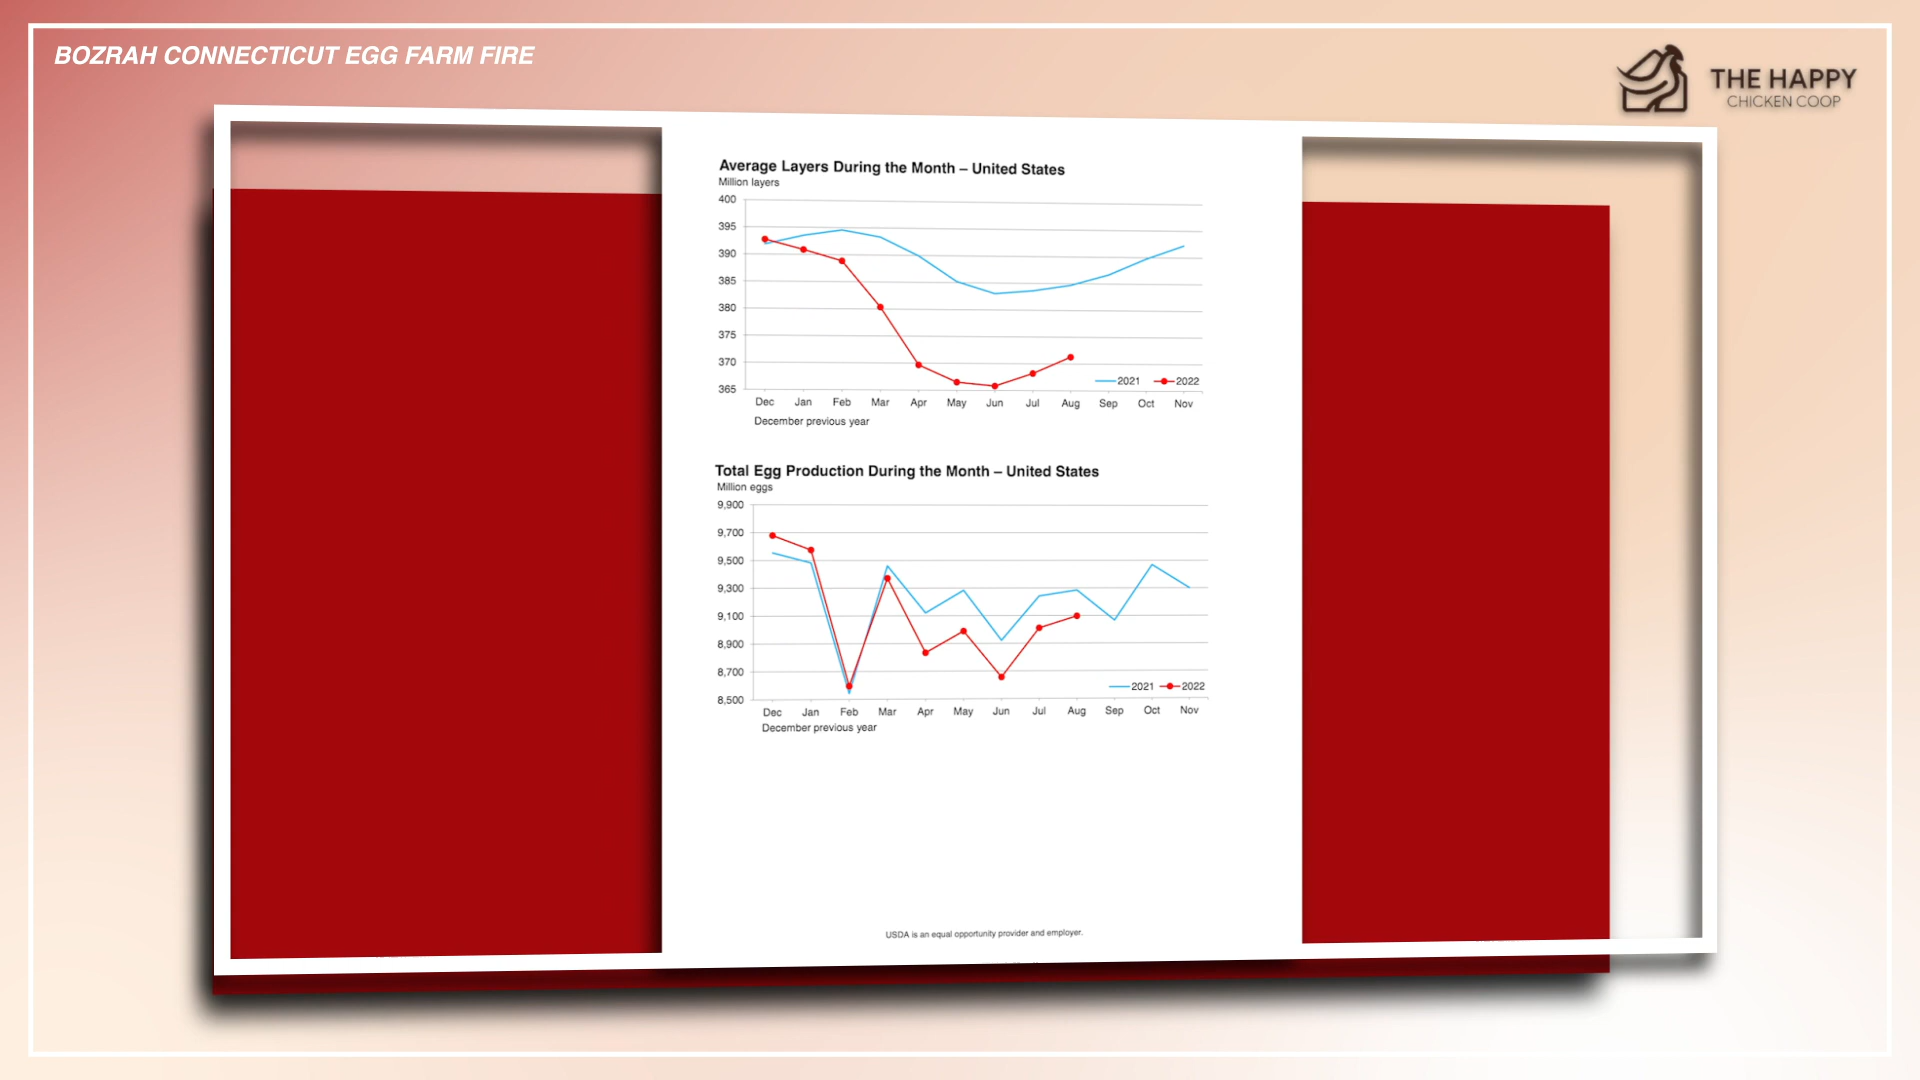 BOZRAH CONNECTICUT EGG FARM FIRE
THE HAPPY
CHICKEN COOP
Average Layers During the Month – United States
Million layers
400
395
390
385
380
375
370
365
2021 2022
Dec Jan Feb Mar Apr May Jun Jul Aug Sep Oct Nov
December previous year
Total Egg Production During the Month – United States
Million eggs
9,900
9,700
9,500
9,300
9,100
8,900
8,700
8,500
2021 2022
Dec Jan Feb Mar Apr May Jun Jul Aug Sep Oct Nov
December previous year
USDA is an equal opportunity provider and employer.